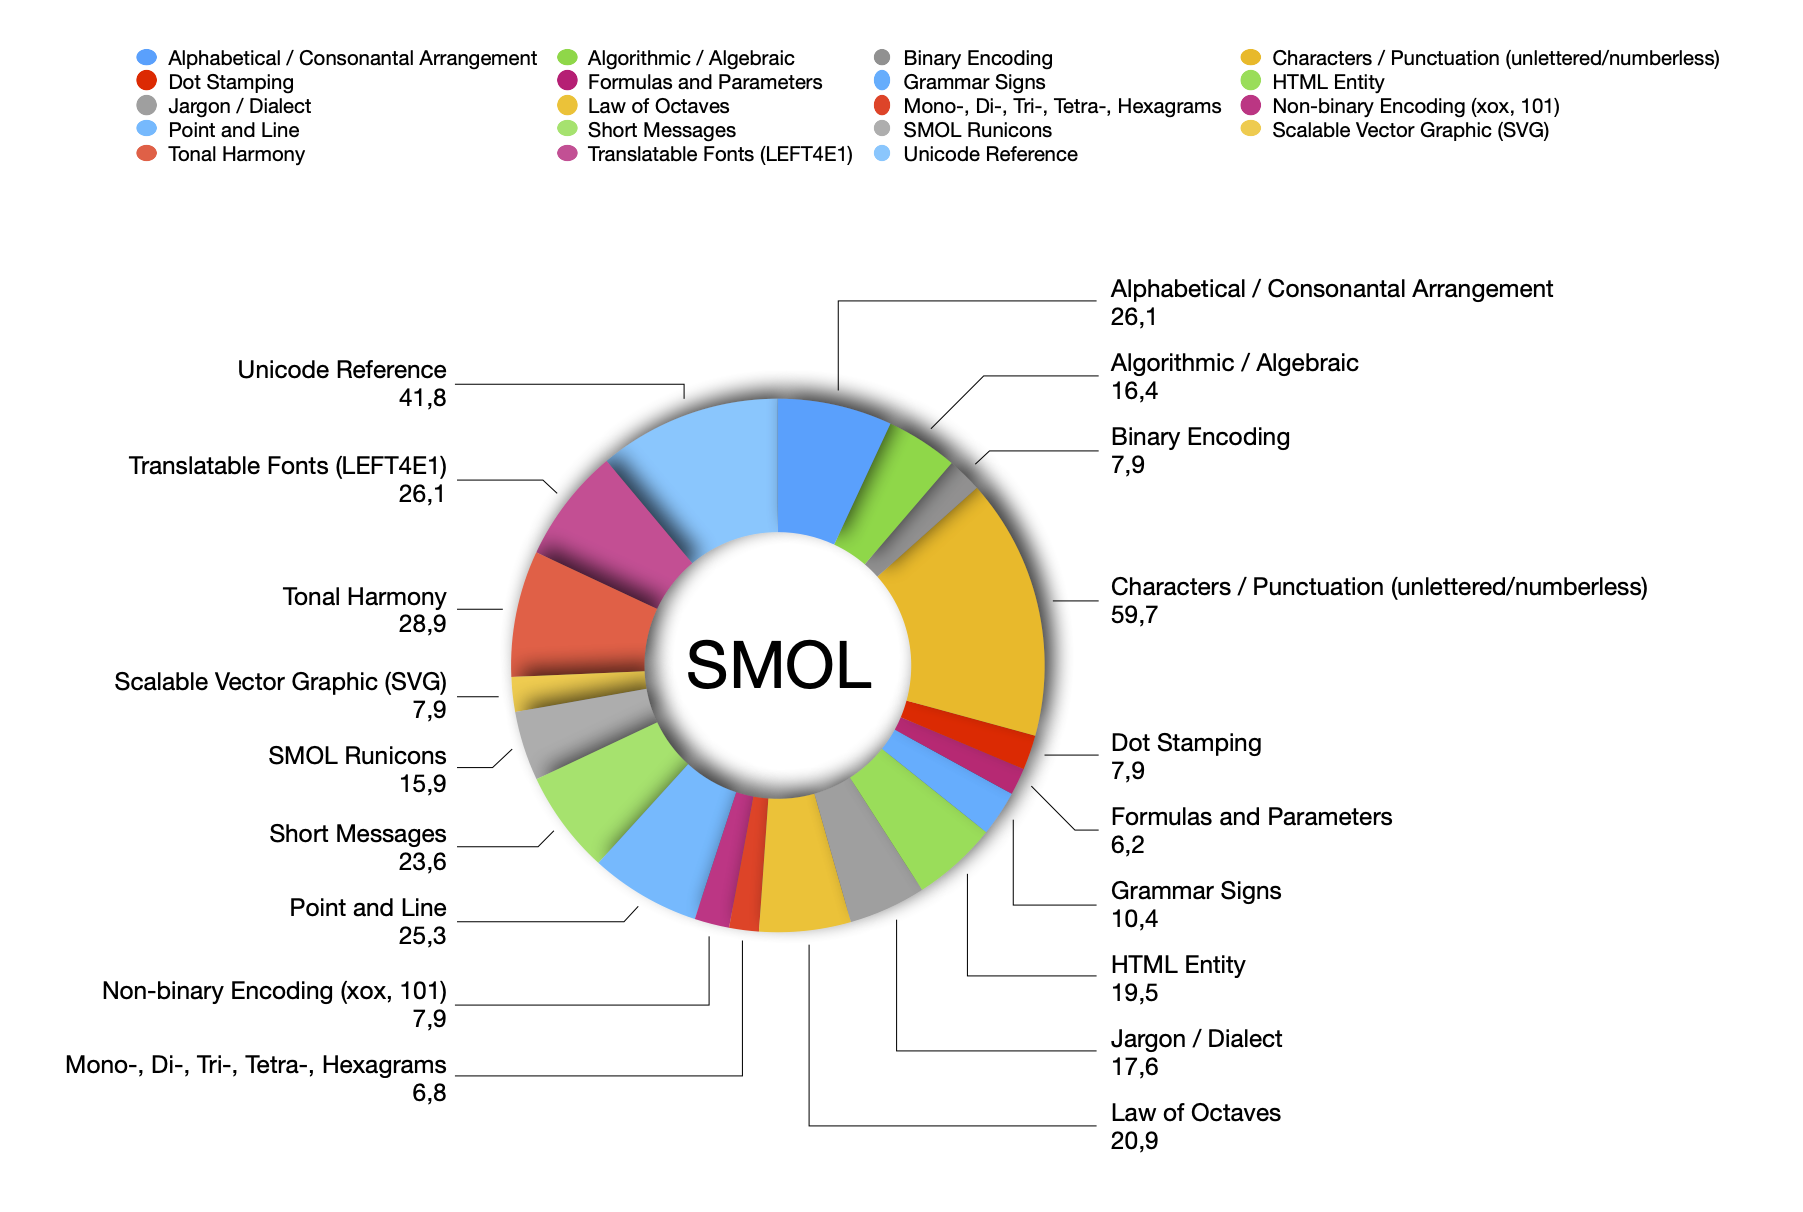 Alphabetical / Consonantal Arrangement
Algorithmic / Algebraic
Binary Encoding
Characters / Punctuation (unlettered/numberless)
Dot Stamping
Formulas and Parameters
Grammar Signs
HTML Entity
Jargon / Dialect
Law of Octaves
Mono-, Di-, Tri-, Tetra-, Hexagrams
Non-binary Encoding (xox, 101)
Point and Line
Short Messages
SMOL Runicons
Scalable Vector Graphic (SVG)
Tonal Harmony
Translatable Fonts (LEFT4E1)
Unicode Reference
Alphabetical / Consonantal Arrangement
26,1
Algorithmic / Algebraic
16,4
Binary Encoding
7,9
Characters / Punctuation (unlettered/numberless)
59,7
Dot Stamping
7,9
Formulas and Parameters
6,2
Grammar Signs
10,4
HTML Entity
19,5
Jargon / Dialect
17,6
Law of Octaves
20,9
Unicode Reference
41,8
Translatable Fonts (LEFT4E1)
26,1
Tonal Harmony
28,9
Scalable Vector Graphic (SVG)
7,9
SMOL Runicons
15,9
Short Messages
23,6
Point and Line
25,3
Non-binary Encoding (xox, 101)
7,9
Mono-, Di-, Tri-, Tetra-, Hexagrams
6,8
SMOL